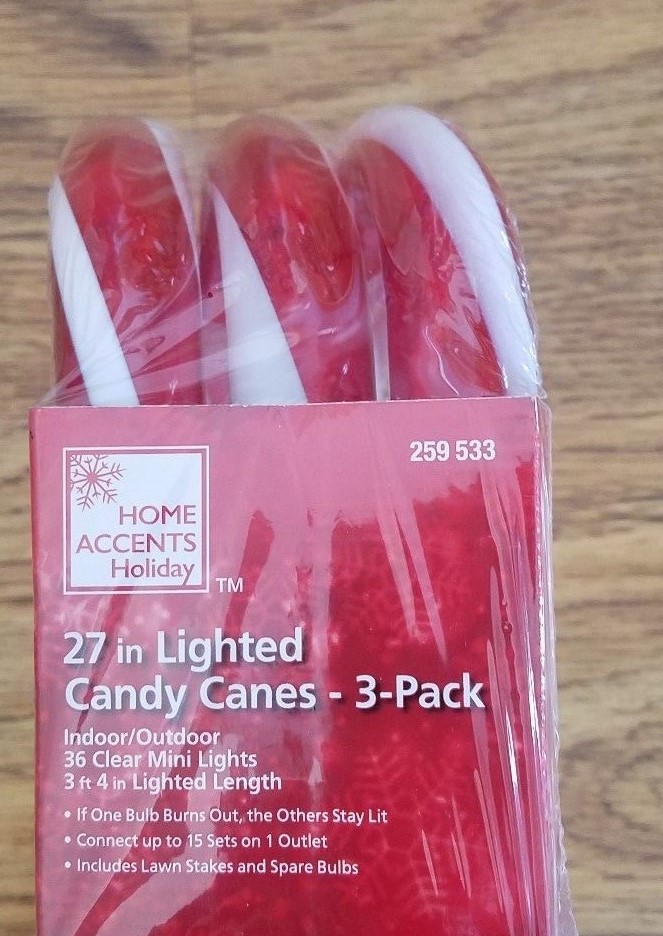 259 533
HOME
ACCENTS
Holiday
TM
27 in Lighted
Candy Canes - 3-Pack
Indoor/Outdoor
36 Clear Mini Lights
3 ft 4 in Lighted Length
• If One Bulb Burns Out, the Others Stay Lit
• Connect up to 15 Sets on 1 Outlet
• Includes Lawn Stakes and Spare Bulbs